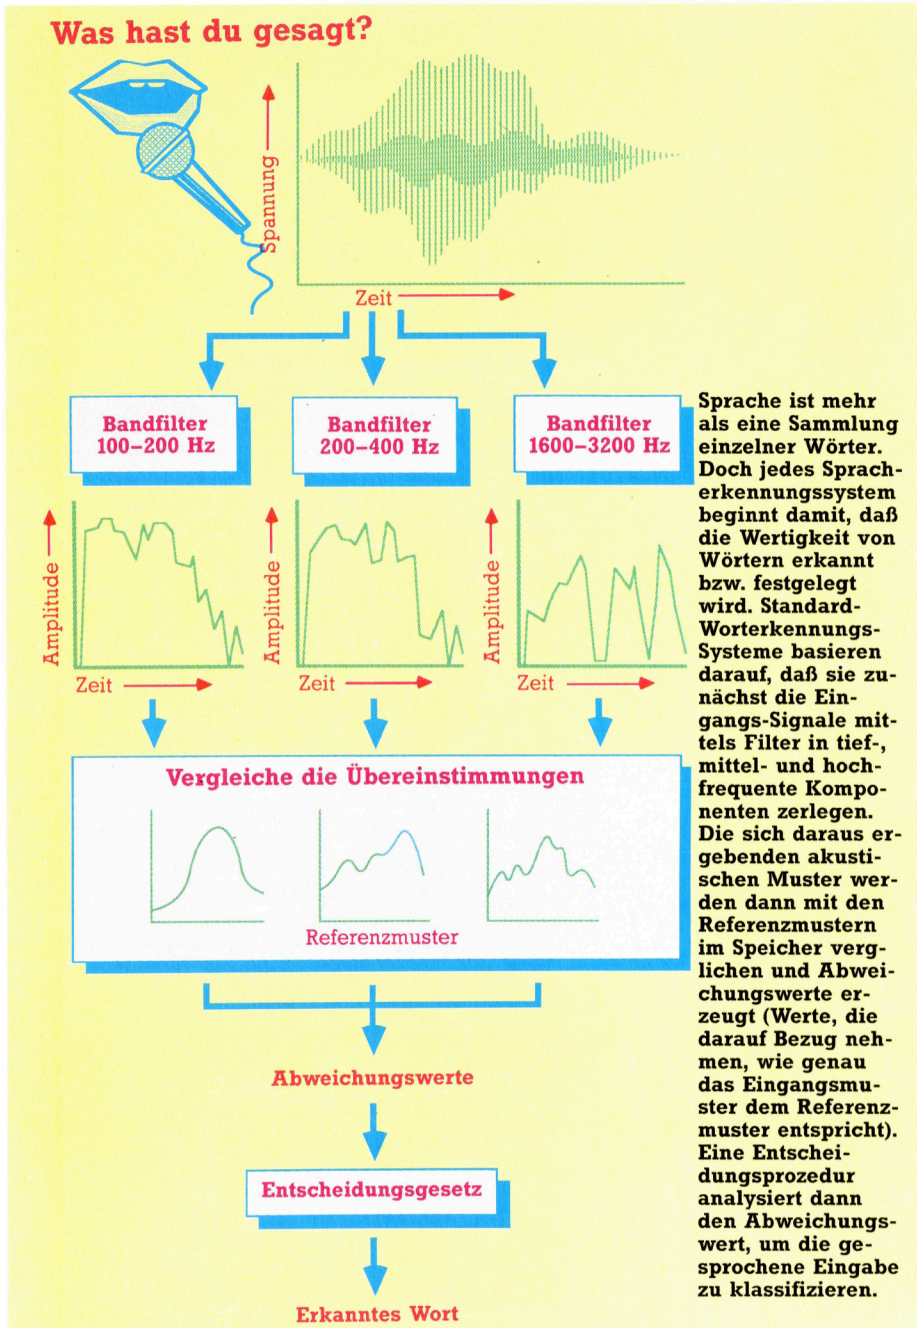 Was hast du gesagt?
Spannung
Zeit
Bandfilter
100–200 Hz
Bandfilter
200–400 Hz
Bandfilter
1600–3200 Hz
Amplitude
Zeit
Amplitude
Zeit
Amplitude
Zeit
Vergleiche die Übereinstimmungen
Referenzmuster
Abweichungswerte
Entscheidungsgesetz
Erkanntes Wort
Sprache ist mehr
als eine Sammlung
einzelner Wörter.
Doch jedes Sprach-
erkennungssystem
beginnt damit, daß
die Wertigkeit von
Wörtern erkannt
bzw. festgelegt
wird. Standard-
Worterkennungs-
Systeme basieren
darauf, daß sie zu-
nächst die Ein-
gangs-Signale mit-
tels Filter in tief-,
mittel- und hoch-
frequente Kompo-
nenten zerlegen.
Die sich daraus er-
gebenden akusti-
schen Muster wer-
den dann mit den
Referenzmustern
im Speicher verg-
lichen und Abwei-
chungswerte er-
zeugt (Werte, die
darauf Bezug neh-
men, wie genau
das Eingangsmu-
ster dem Referenz-
muster entspricht).
Eine Entschei-
dungsprozedur
analysiert dann
den Abweichungs-
wert, um die ge-
sprochene Eingabe
zu klassifizieren.